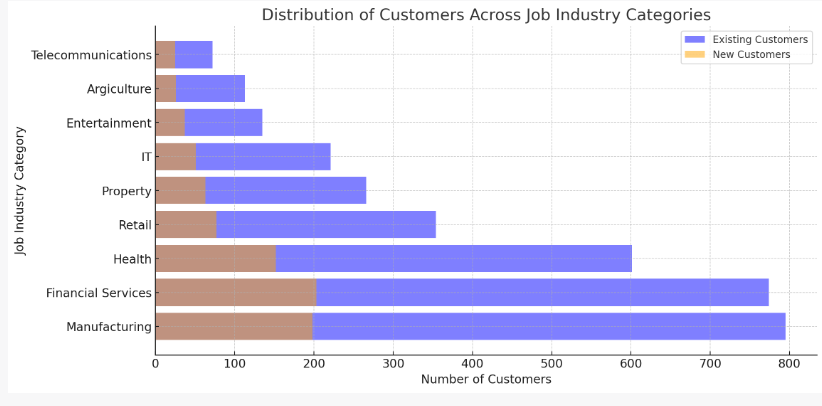 Distribution of Customers Across Job Industry Categories
Existing Customers
New Customers
Telecommunications
Argiculture
Entertainment
IT
Property
Retail
Health
Financial Services
Manufacturing
Job Industry Category
0 100 200 300 400 500 600 700 800
Number of Customers